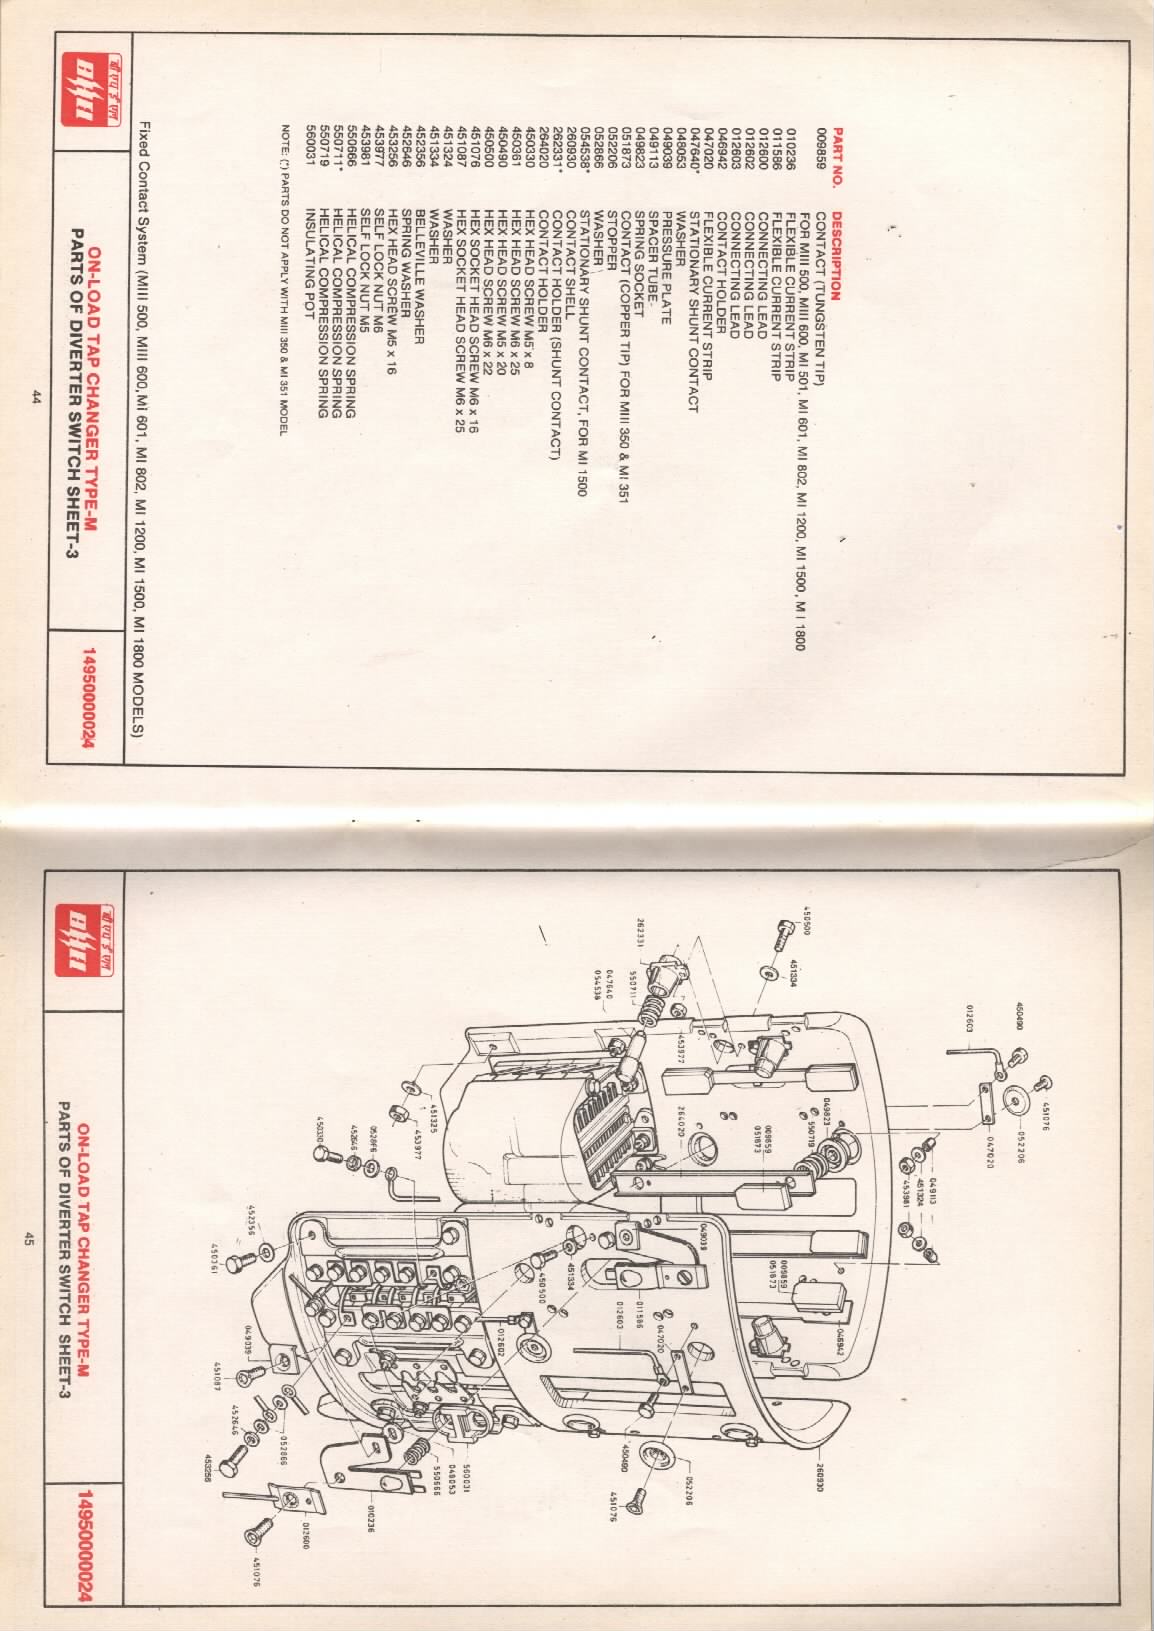 PART NO. DESCRIPTION
009859 CONTACT (TUNGSTEN TIP)
FOR MIII 500, MIII 600, MI 501, MI 601, MI 802, MI 1200, MI 1500, M I 1800
010236 FLEXIBLE CURRENT STRIP
011586 FLEXIBLE CURRENT STRIP
012600 CONNECTING LEAD
012602 CONNECTING LEAD
012603 CONNECTING LEAD
046942 CONTACT HOLDER
047020 FLEXIBLE CURRENT STRIP
047640* STATIONARY SHUNT CONTACT
048053 WASHER
049039 PRESSURE PLATE
049113 SPACER TUBE-
049823 SPRING SOCKET
051873 CONTACT (COPPER TIP) FOR MIII 350 & MI 351
052206 STOPPER
052866 WASHER
054538* STATIONARY SHUNT CONTACT, FOR MI 1500
260930 CONTACT SHELL
262331* CONTACT HOLDER (SHUNT CONTACT)
264020 CONTACT HOLDER
450330 HEX HEAD SCREW M5 x 8
450361 HEX HEAD SCREW M6 x 25
450490 HEX HEAD SCREW M5 x 20
450500 HEX HEAD SCREW M6 x 22
451076 HEX SOCKET HEAD SCREW M6 x 16
451087 HEX SOCKET HEAD SCREW M6 x 25
451324 WASHER
451334 WASHER
452356 BELLEVILLE WASHER
452646 SPRING WASHER
453256 HEX HEAD SCREW M5 x 16
453977 SELF LOCK NUT M6
453981 SELF LOCK NUT M5
550666 HELICAL COMPRESSION SPRING
550711* HELICAL COMPRESSION SPRING
550719 HELICAL COMPRESSION SPRING
560031 INSULATING POT
NOTE: (*) PARTS DO NOT APPLY WITH MIII 350 & MI 351 MODEL
Fixed Contact System (MIII 500, MIII 600, MI 601, MI 802, MI 1200, MI 1500, MI 1800 MODELS)
बी एच ई एल
ON-LOAD TAP CHANGER TYPE-M
PARTS OF DIVERTER SWITCH SHEET-3
14950000024
44
450490
012603
451076
052206
047020
450500
451334
049113
451324
453981
049823
550719
262331
550711
047640
054538
453977
264020
009859
051873
451325
453977
0528F6
452646
450330
049039
009859
051873
046942
452356
450361
451334
450500
011586
012603
047020
012602
260930
049039
451087
450490
052206
451076
560031
048053
550666
052866
452646
453256
010236
012600
451076
बी एच ई एल
ON-LOAD TAP CHANGER TYPE-M
PARTS OF DIVERTER SWITCH SHEET-3
14950000024
45